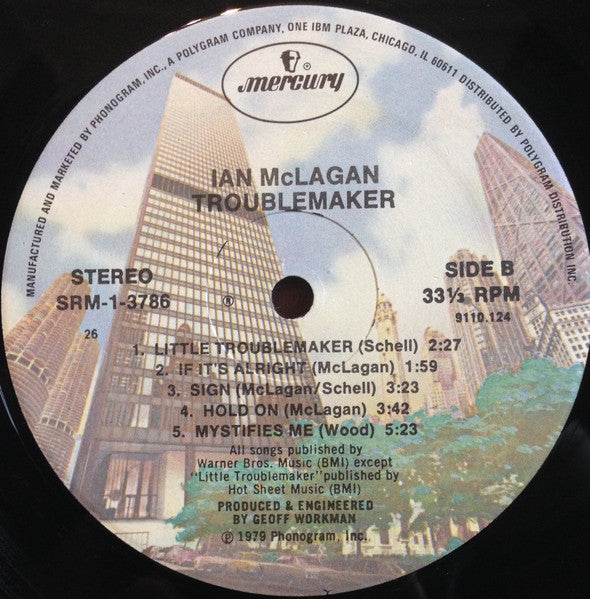 MANUFACTURED AND MARKETED BY PHONOGRAM, INC., A POLYGRAM COMPANY, ONE IBM PLAZA, CHICAGO, IL 60611 DISTRIBUTED BY POLYGRAM DISTRIBUTION INC.
®
mercury
IAN McLAGAN
TROUBLEMAKER
STEREO
SRM-1-3786
26
Ⓟ
SIDE B
33⅓ RPM
9110.124
1. LITTLE TROUBLEMAKER (Schell) 2:27
2. IF IT'S ALRIGHT (McLagan) 1:59
3. SIGN (McLagan/Schell) 3:23
4. HOLD ON (McLagan) 3:42
5. MYSTIFIES ME (Wood) 5:23
All songs published by
Warner Bros. Music (BMI) except
"Little Troublemaker" published by
Hot Sheet Music (BMI)
PRODUCED & ENGINEERED
BY GEOFF WORKMAN
Ⓟ 1979 Phonogram, Inc.